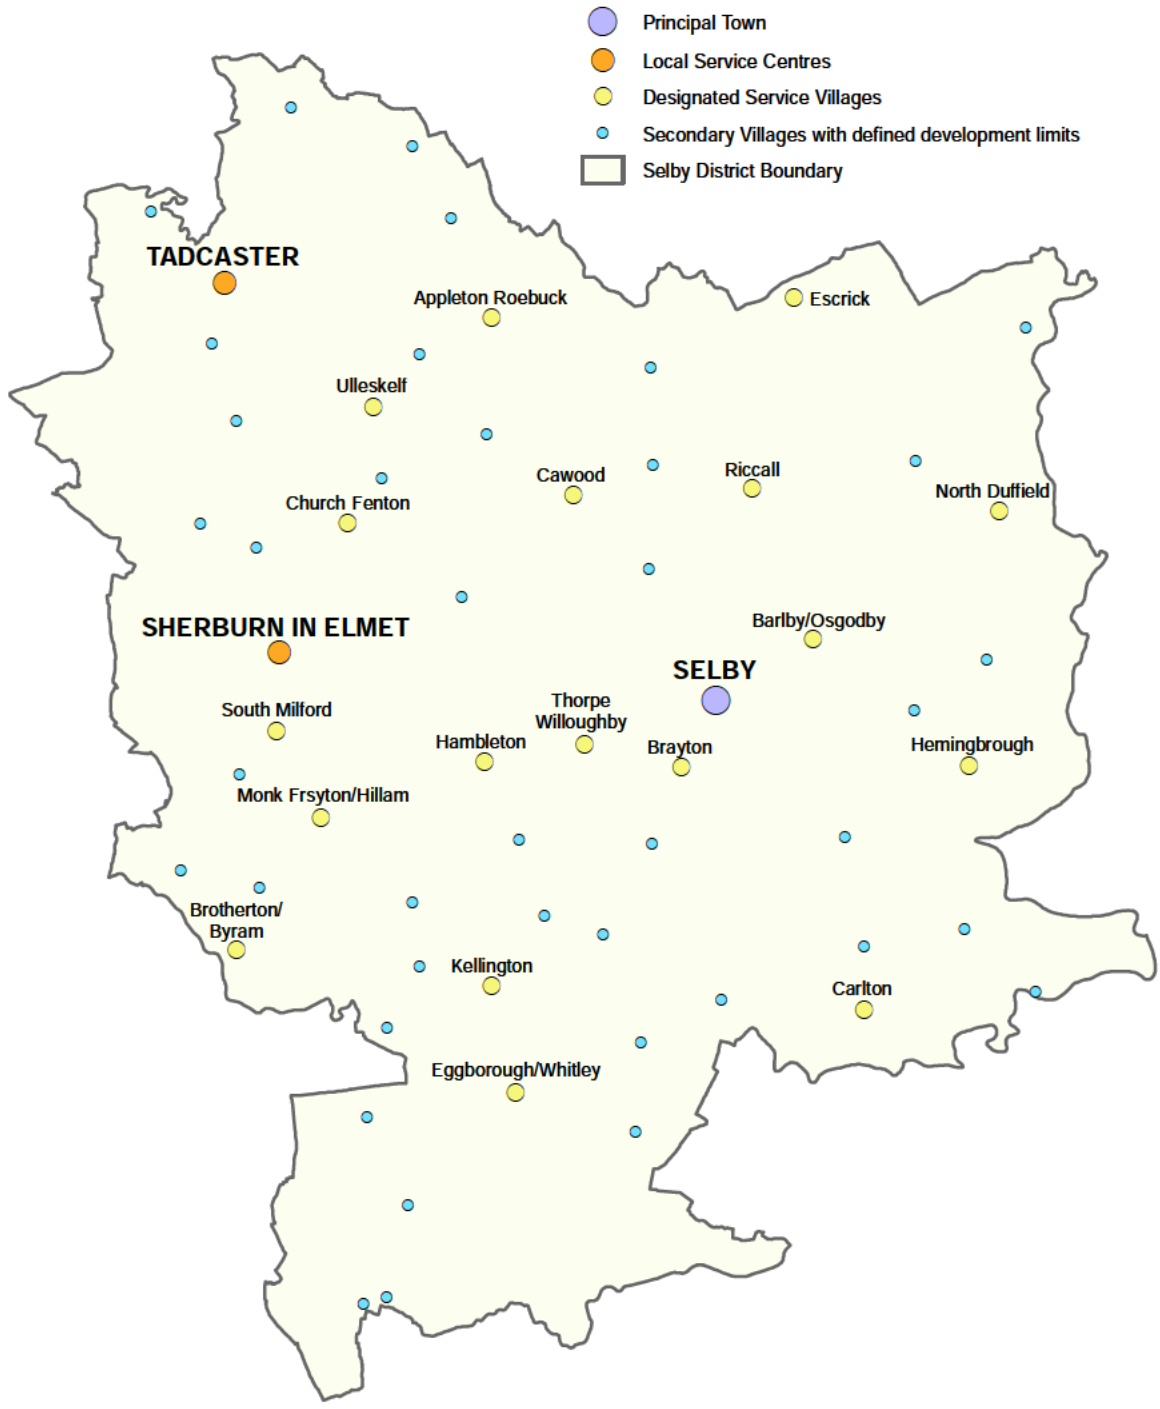 Principal Town
Local Service Centres
Designated Service Villages
Secondary Villages with defined development limits
Selby District Boundary
TADCASTER
Appleton Roebuck
Escrick
Ulleskelf
Cawood
Riccall
North Duffield
Church Fenton
SHERBURN IN ELMET
Barlby/Osgodby
SELBY
South Milford
Thorpe
Willoughby
Hambleton
Brayton
Hemingbrough
Monk Frsyton/Hillam
Brotherton/
Byram
Kellington
Carlton
Eggborough/Whitley